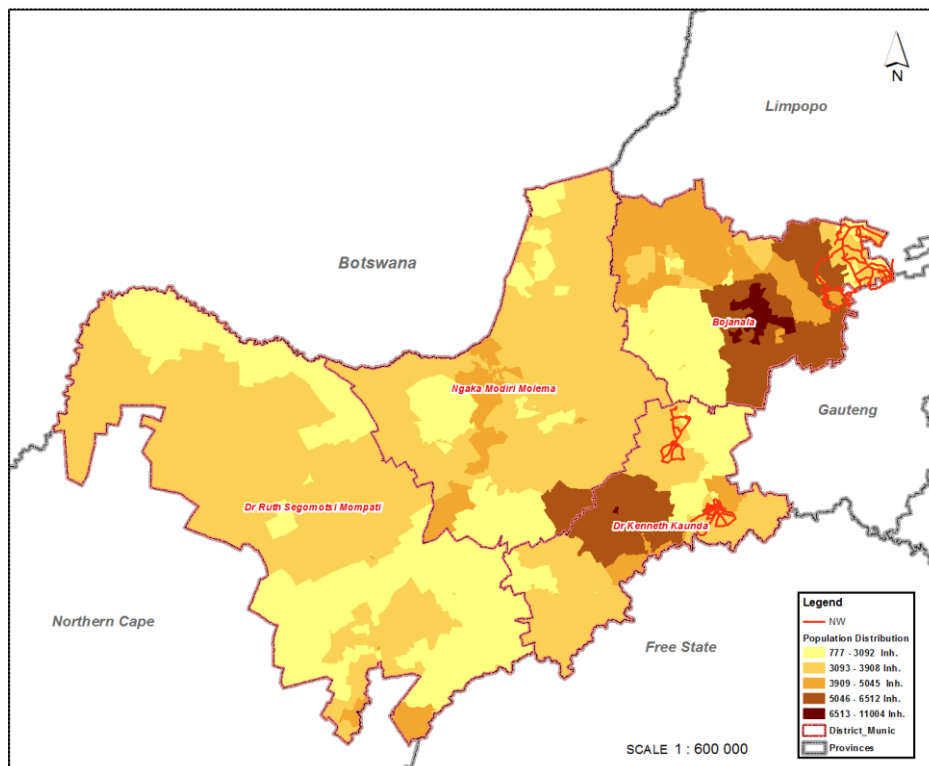 N
Limpopo
Botswana
Bojanala
Ngaka Modiri Molema
Gauteng
Dr Ruth Segomotsi Mompati
Dr Kenneth Kaunda
Northern Cape
Free State
Legend
NW
Population Distribution
777 - 3092 Inh.
3093 - 3908 Inh.
3909 - 5045 Inh.
5046 - 6512 Inh.
6513 - 11004 Inh.
District_Munic
Provinces
SCALE 1 : 600 000